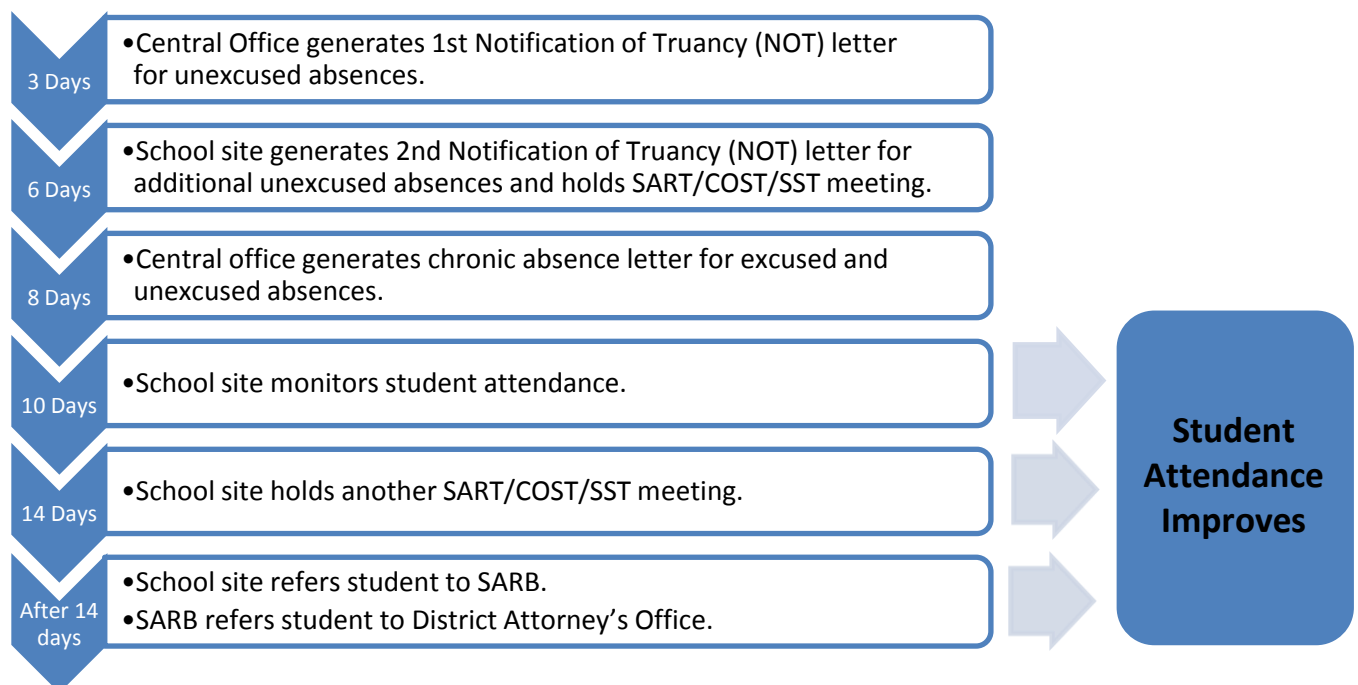 3 Days
•Central Office generates 1st Notification of Truancy (NOT) letter
for unexcused absences.
6 Days
•School site generates 2nd Notification of Truancy (NOT) letter for
additional unexcused absences and holds SART/COST/SST meeting.
8 Days
•Central office generates chronic absence letter for excused and
unexcused absences.
10 Days
•School site monitors student attendance.
14 Days
•School site holds another SART/COST/SST meeting.
After 14
days
•School site refers student to SARB.
•SARB refers student to District Attorney’s Office.
Student
Attendance
Improves